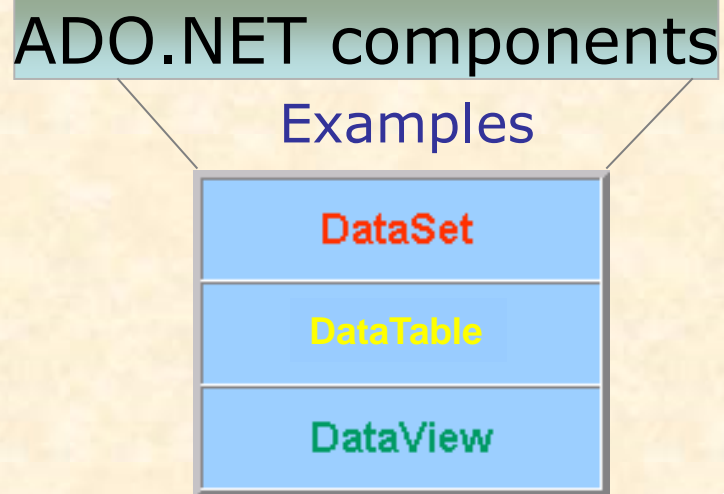 ADO.NET components
Examples
DataSet
DataTable
DataView